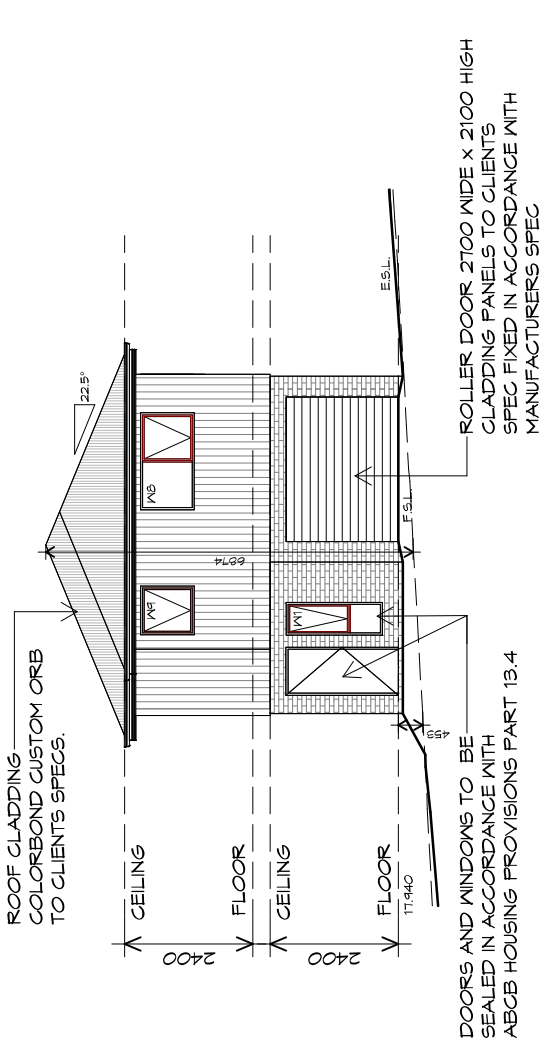 ROOF CLADDING
COLORBOND CUSTOM ORB
TO CLIENTS SPECS.
22.5°
CEILING
W9
W8
6874
2400
FLOOR
CEILING
W1
2400
FLOOR
17.940
453
F.S.L.
E.S.L.
DOORS AND WINDOWS TO BE
SEALED IN ACCORDANCE WITH
ABCB HOUSING PROVISIONS PART 13.4
ROLLER DOOR 2700 WIDE x 2100 HIGH
CLADDING PANELS TO CLIENTS
SPEC FIXED IN ACCORDANCE WITH
MANUFACTURERS SPEC